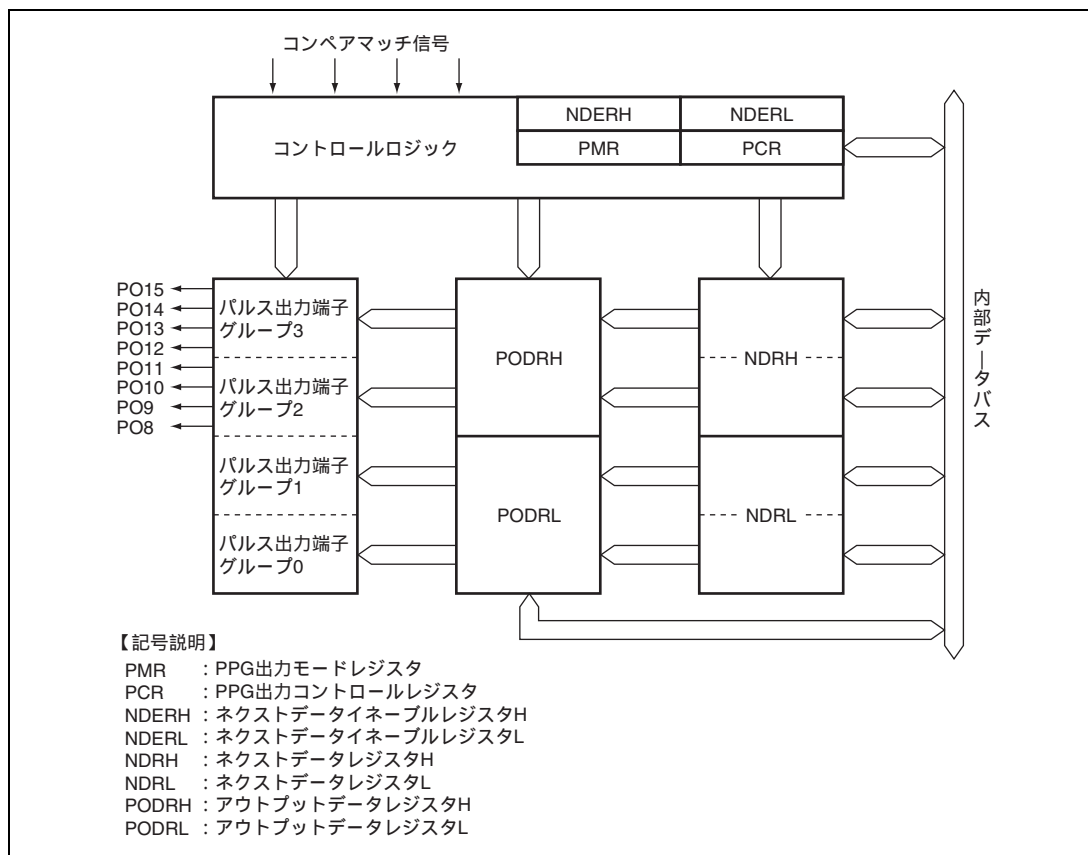 コンペアマッチ信号
コントロールロジック
NDERH
NDERL
PMR
PCR
PO15
PO14
PO13
PO12
PO11
PO10
PO9
PO8
パルス出力端子
グループ3
パルス出力端子
グループ2
パルス出力端子
グループ1
パルス出力端子
グループ0
PODRH
PODRL
NDRH
NDRL
内部データバス
【記号説明】
PMR :PPG出力モードレジスタ
PCR :PPG出力コントロールレジスタ
NDERH :ネクストデータイネーブルレジスタH
NDERL :ネクストデータイネーブルレジスタL
NDRH :ネクストデータレジスタH
NDRL :ネクストデータレジスタL
PODRH :アウトプットデータレジスタH
PODRL :アウトプットデータレジスタL